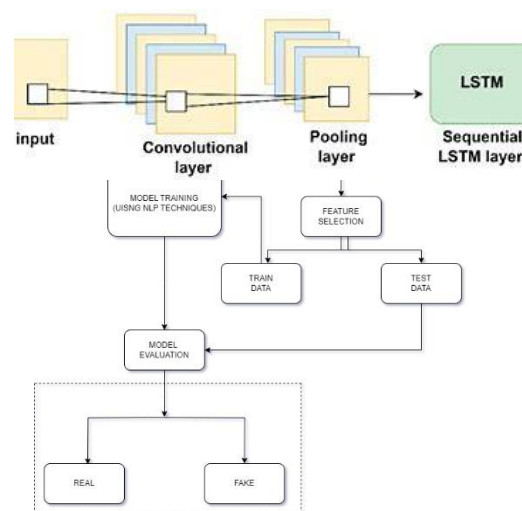 LSTM
input
Convolutional
layer
Pooling
layer
Sequential
LSTM layer
MODEL TRAINING
(UISNG NLP TECHNIQUES)
FEATURE
SELECTION
TRAIN
DATA
TEST
DATA
MODEL
EVALUATION
REAL
FAKE